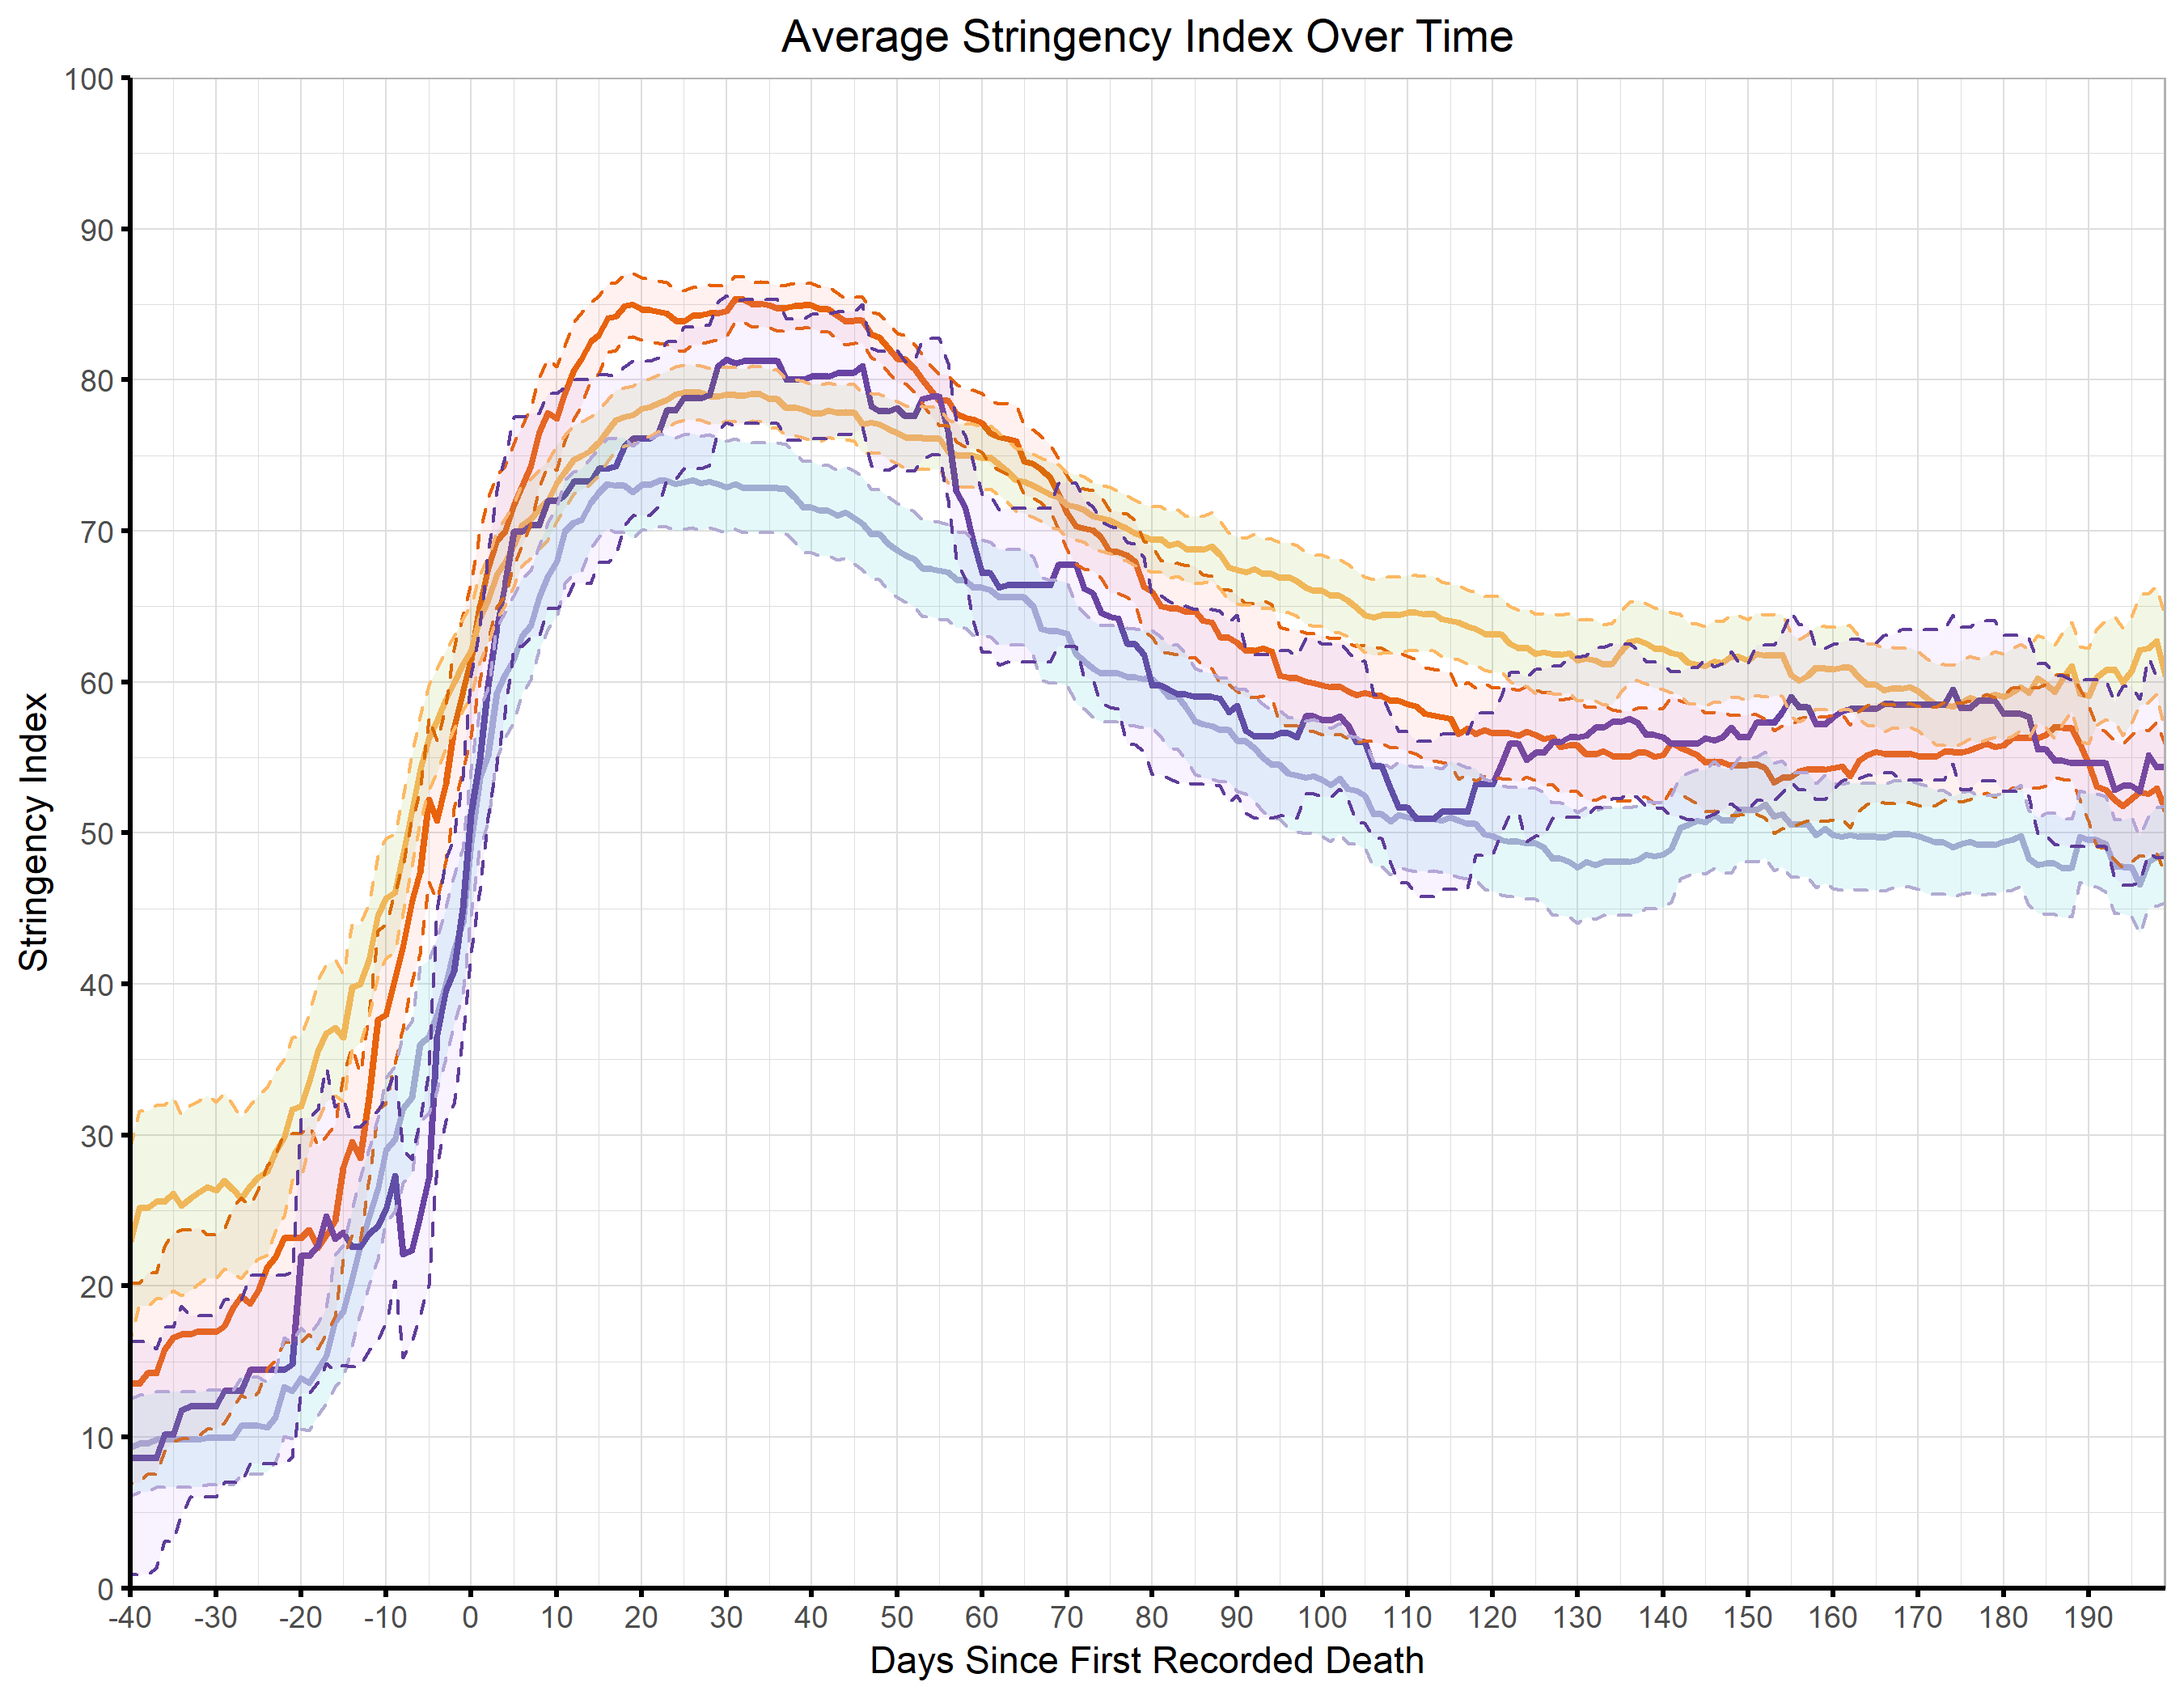 Average Stringency Index Over Time
100
90
80
70
60
50
40
30
20
10
0
Stringency Index
-40 -30 -20 -10 0 10 20 30 40 50 60 70 80 90 100 110 120 130 140 150 160 170 180 190
Days Since First Recorded Death